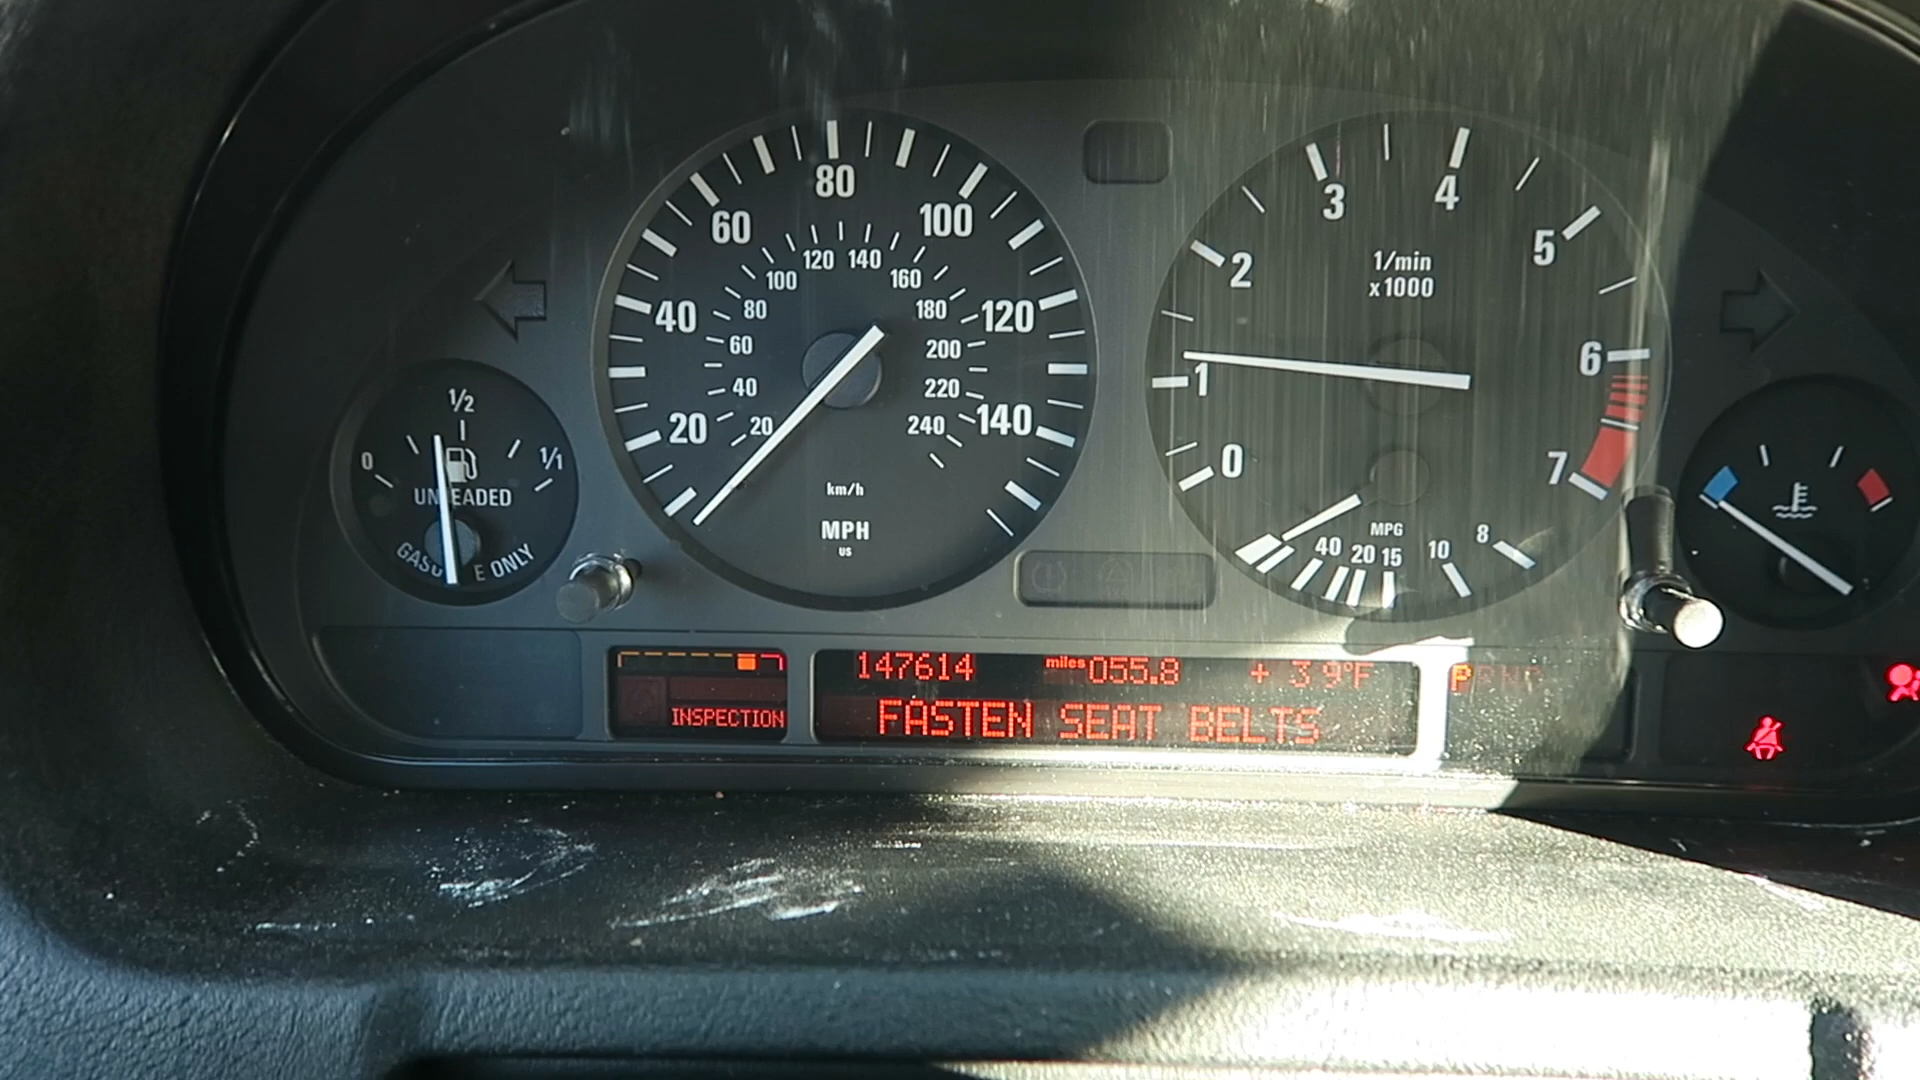 80
60
100
40
120
20
140
120 140
100 160
80 180
60 200
40 220
20 240
km/h
MPH
US
3 4
2 5
1/min
x1000
1 6
0 7
MPG
40 20 15 10 8
1/2
0 1/1
UNLEADED
GASOLINE ONLY
147614 miles 055.8 + 39°F
PRND
INSPECTION
FASTEN SEAT BELTS